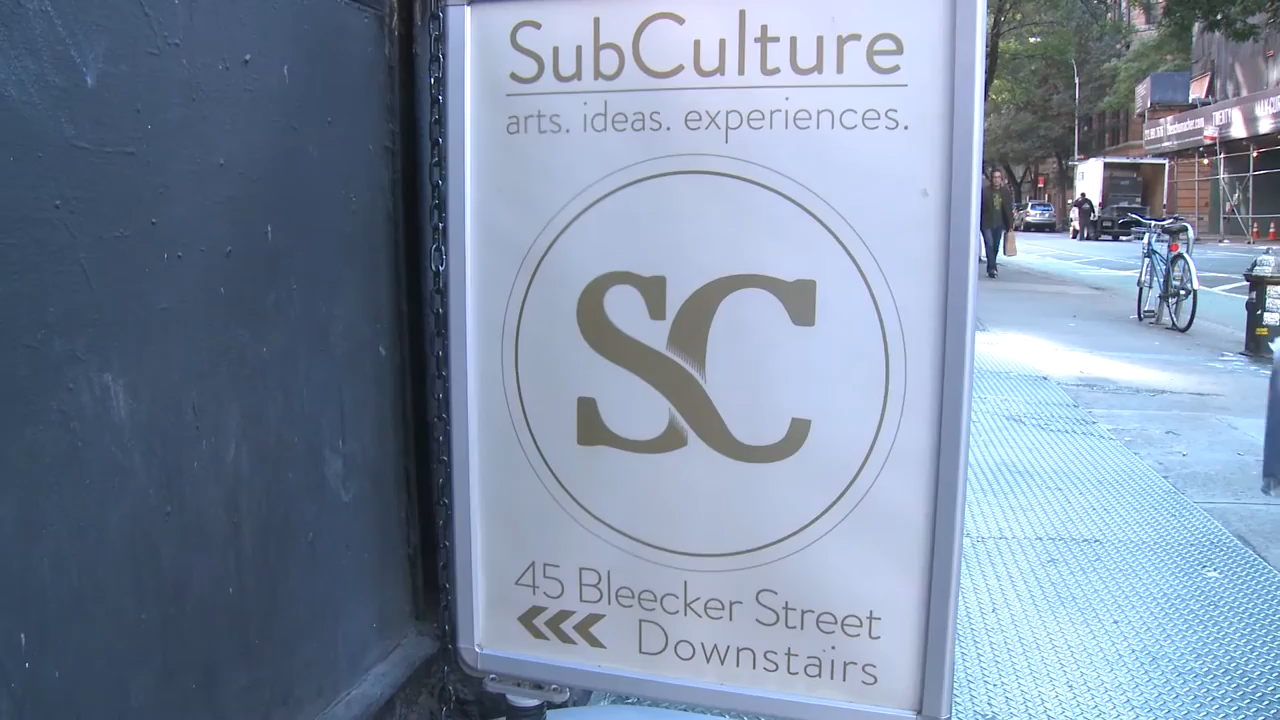 SubCulture
arts. ideas. experiences.
SC
45 Bleecker Street
Downstairs